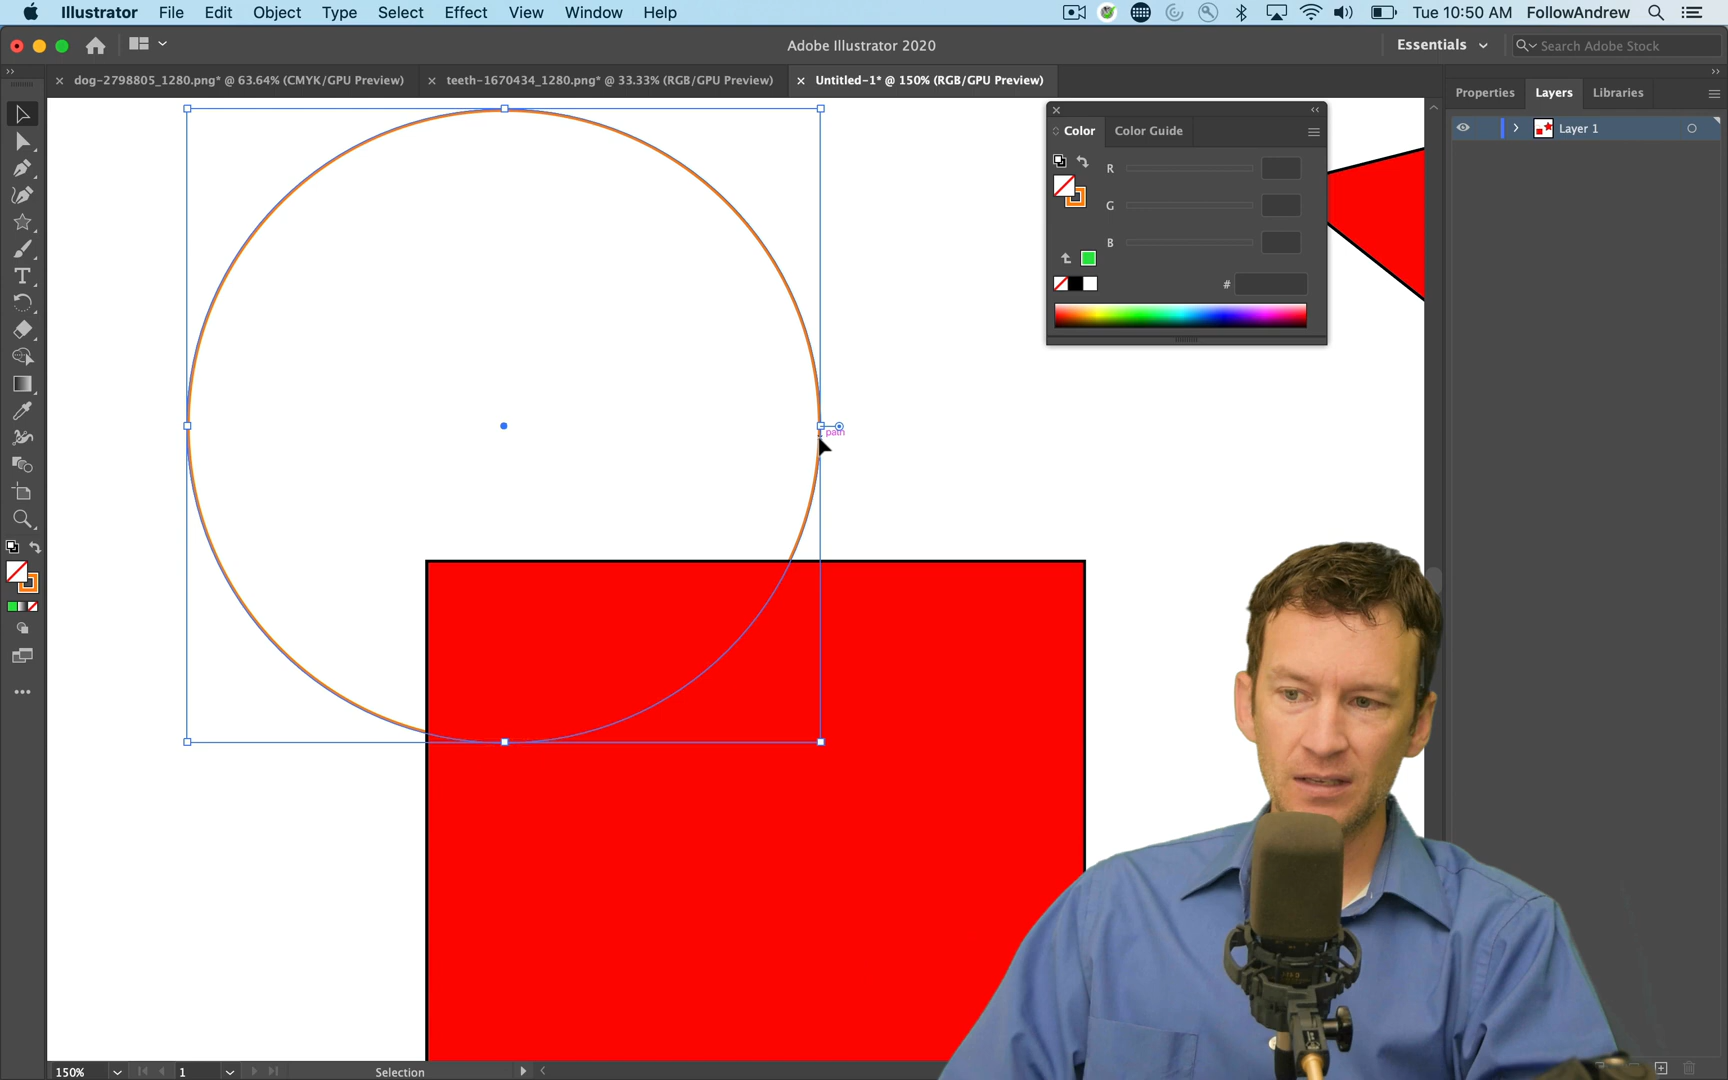 Illustrator File Edit Object Type Select Effect View Window Help Tue 10:50 AM FollowAndrew
Adobe Illustrator 2020 Essentials Search Adobe Stock
dog-2798805_1280.png* @ 63.64% (CMYK/GPU Preview) teeth-1670434_1280.png* @ 33.33% (RGB/GPU Preview) Untitled-1* @ 150% (RGB/GPU Preview)
Properties Layers Libraries
Color Color Guide
Layer 1
R
G
B
#
path
150% 1 Selection